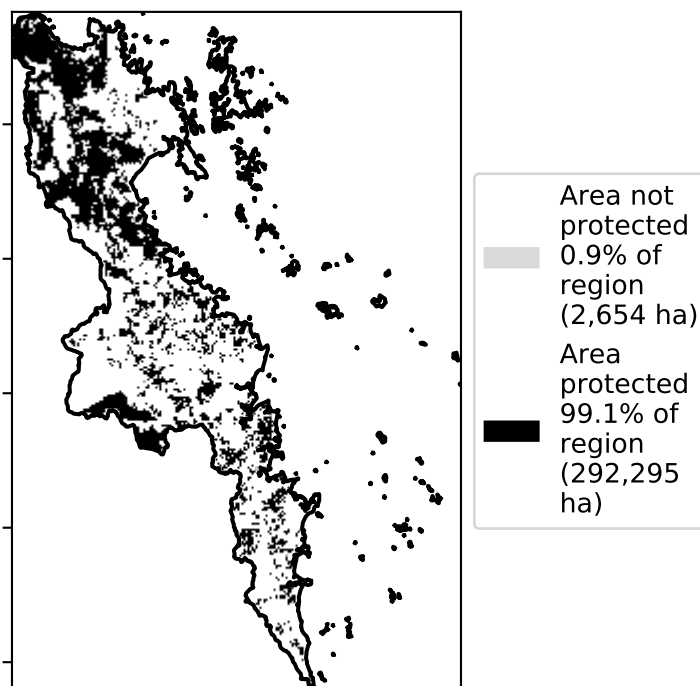 Area not
protected
0.9% of
region
(2,654 ha)
Area
protected
99.1% of
region
(292,295
ha)